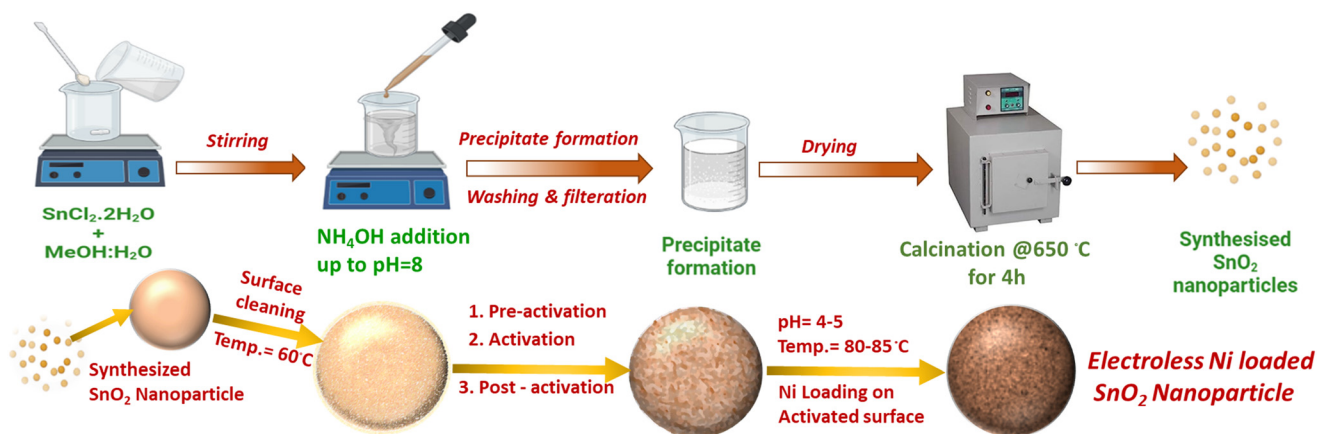 Stirring
Precipitate formation
Washing & filteration
Drying
SnCl₂.2H₂O
+
MeOH:H₂O
NH₄OH addition
up to pH=8
Precipitate
formation
Calcination @650 °C
for 4h
Synthesised
SnO₂
nanoparticles
Synthesized
SnO₂ Nanoparticle
Surface
cleaning
Temp.= 60°C
1. Pre-activation
2. Activation
3. Post - activation
pH= 4-5
Temp.= 80-85°C
Ni Loading on
Activated surface
Electroless Ni loaded
SnO₂ Nanoparticle